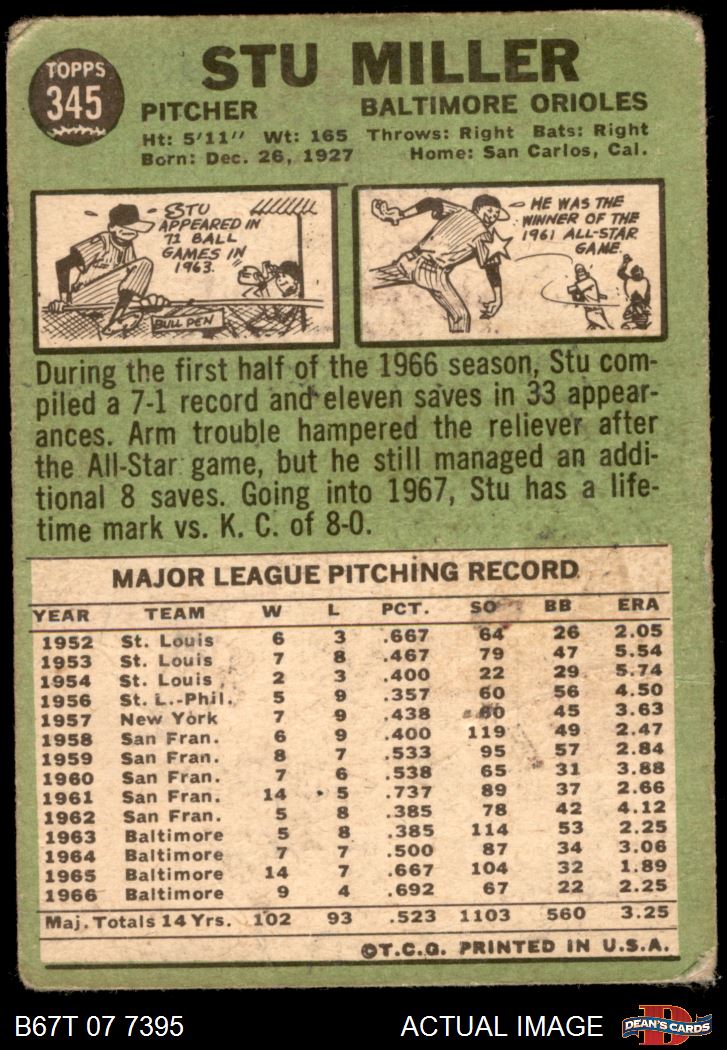 TOPPS
345
STU MILLER
PITCHER BALTIMORE ORIOLES
Ht: 5'11" Wt: 165 Throws: Right Bats: Right
Born: Dec. 26, 1927 Home: San Carlos, Cal.
STU
APPEARED IN
71 BALL
GAMES IN
1963.
BULL PEN
HE WAS THE
WINNER OF THE
1961 ALL-STAR
GAME.
During the first half of the 1966 season, Stu com-
piled a 7-1 record and eleven saves in 33 appear-
ances. Arm trouble hampered the reliever after
the All-Star game, but he still managed an addi-
tional 8 saves. Going into 1967, Stu has a life-
time mark vs. K. C. of 8-0.
MAJOR LEAGUE PITCHING RECORD
YEAR TEAM W L PCT. SO BB ERA
1952 St. Louis 6 3 .667 64 26 2.05
1953 St. Louis 7 8 .467 79 47 5.54
1954 St. Louis 2 3 .400 22 29 5.74
1956 St. L.-Phil. 5 9 .357 60 56 4.50
1957 New York 7 9 .438 60 45 3.63
1958 San Fran. 6 9 .400 119 49 2.47
1959 San Fran. 8 7 .533 95 57 2.84
1960 San Fran. 7 6 .538 65 31 3.88
1961 San Fran. 14 5 .737 89 37 2.66
1962 San Fran. 5 8 .385 78 42 4.12
1963 Baltimore 5 8 .385 114 53 2.25
1964 Baltimore 7 7 .500 87 34 3.06
1965 Baltimore 14 7 .667 104 32 1.89
1966 Baltimore 9 4 .692 67 22 2.25
Maj. Totals 14 Yrs. 102 93 .523 1103 560 3.25
©T.C.G. PRINTED IN U.S.A.
B67T 07 7395 ACTUAL IMAGE
D
DEAN'S CARDS